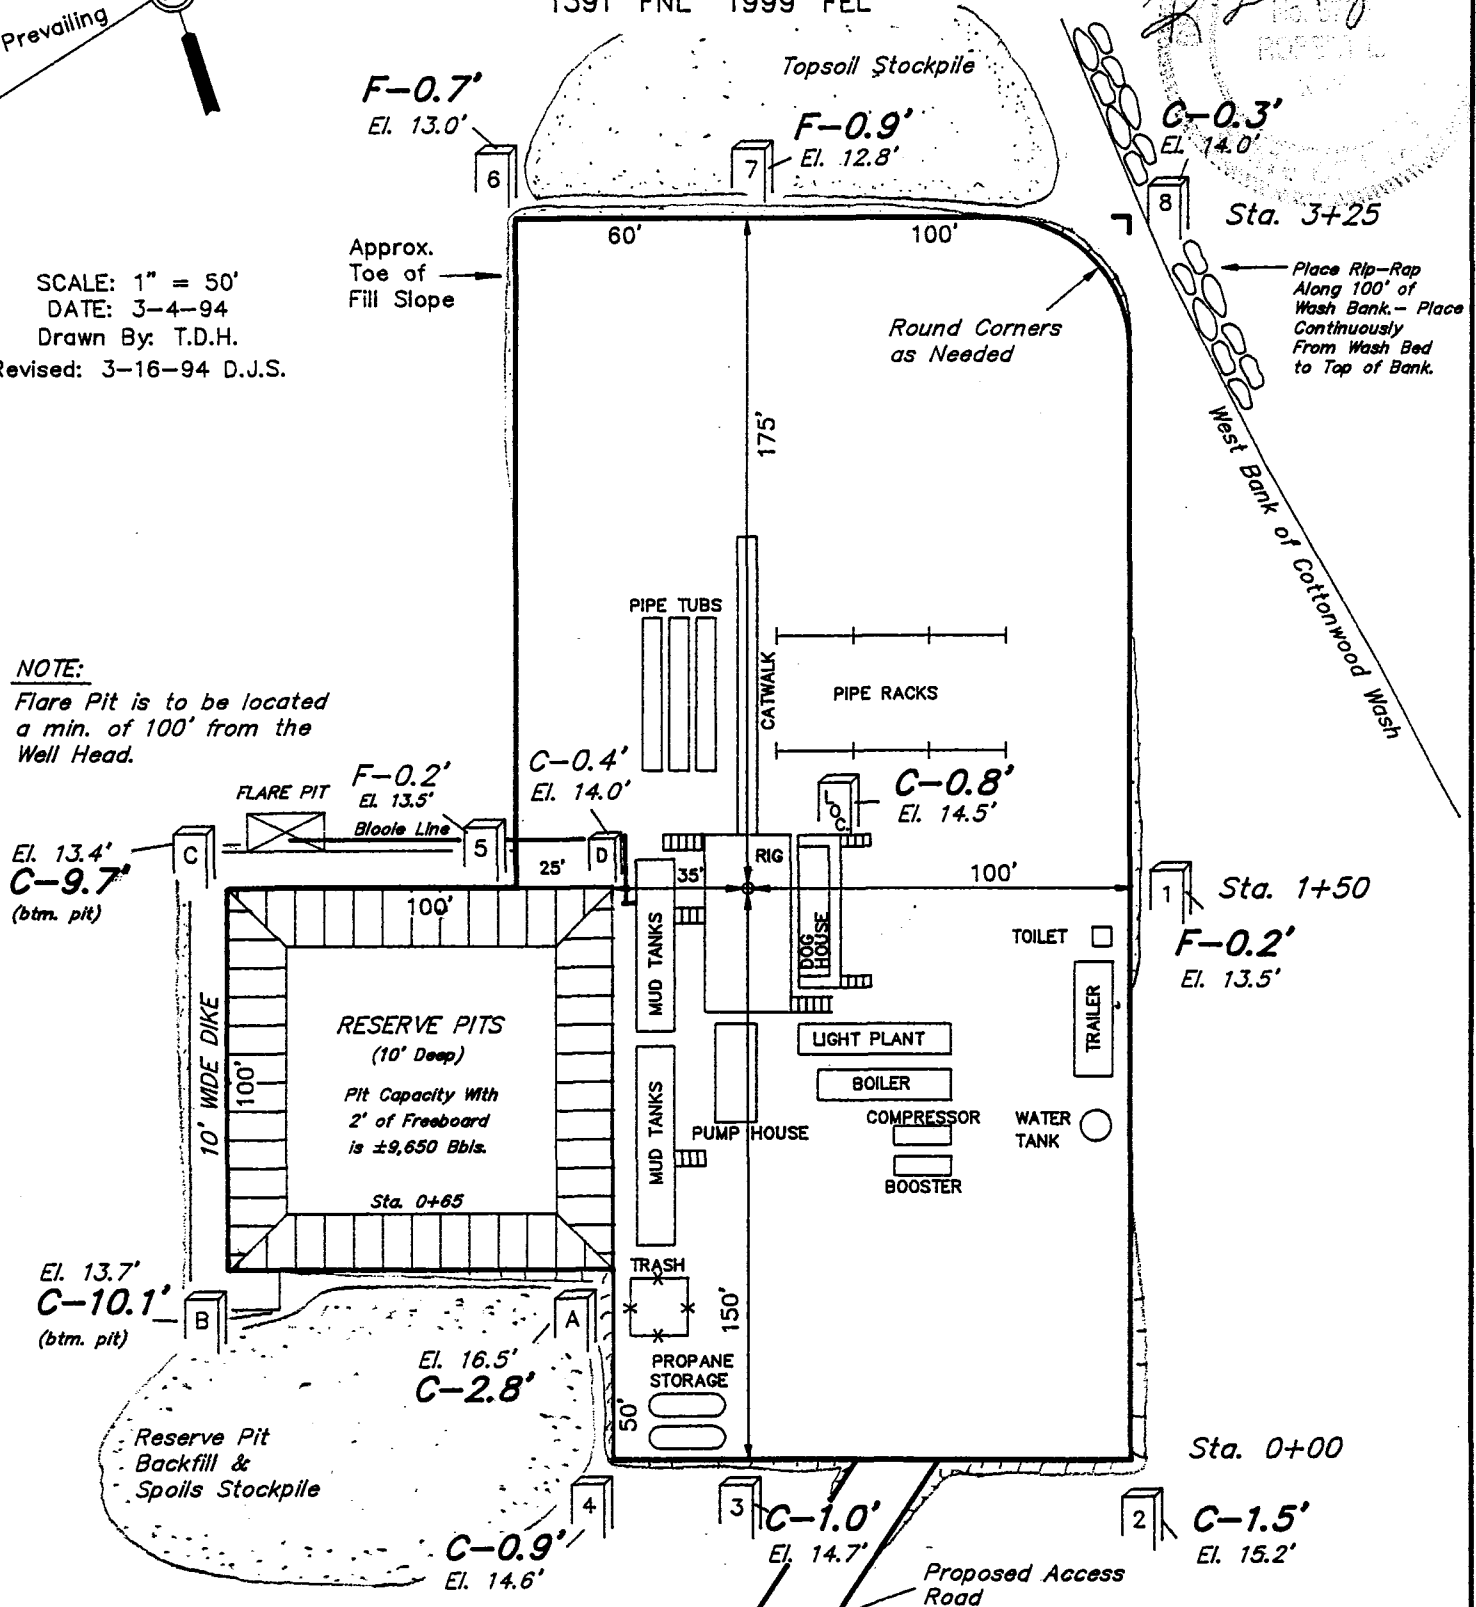 1391' FNL 1999' FEL
Prevailing
Topsoil Stockpile
F-0.7'
El. 13.0'
F-0.9'
El. 12.8'
C-0.3'
El. 14.0'
6
7
8
Sta. 3+25
60'
100'
Approx.
Toe of
Fill Slope
SCALE: 1" = 50'
DATE: 3-4-94
Drawn By: T.D.H.
Revised: 3-16-94 D.J.S.
Round Corners
as Needed
Place Rip-Rap
Along 100' of
Wash Bank.- Place
Continuously
From Wash Bed
to Top of Bank.
175'
West Bank of Cottonwood Wash
PIPE TUBS
CATWALK
PIPE RACKS
NOTE:
Flare Pit is to be located
a min. of 100' from the
Well Head.
FLARE PIT
F-0.2'
El. 13.5'
Blooie Line
C-0.4'
El. 14.0'
C-0.8'
El. 14.5'
LOC.
C
5
D
El. 13.4'
C-9.7'
(btm. pit)
25'
35'
RIG
100'
1
Sta. 1+50
F-0.2'
El. 13.5'
100'
MUD TANKS
DOG
HOUSE
TOILET
TRAILER
10' WIDE DIKE
100'
RESERVE PITS
(10' Deep)
Pit Capacity With
2' of Freeboard
is ±9,650 Bbls.
Sta. 0+65
LIGHT PLANT
BOILER
MUD TANKS
PUMP HOUSE
COMPRESSOR
BOOSTER
WATER
TANK
El. 13.7'
C-10.1'
(btm. pit)
B
A
El. 16.5'
C-2.8'
TRASH
150'
PROPANE
STORAGE
50'
Reserve Pit
Backfill &
Spoils Stockpile
Sta. 0+00
4
C-0.9'
El. 14.6'
3
C-1.0'
El. 14.7'
2
C-1.5'
El. 15.2'
Proposed Access
Road